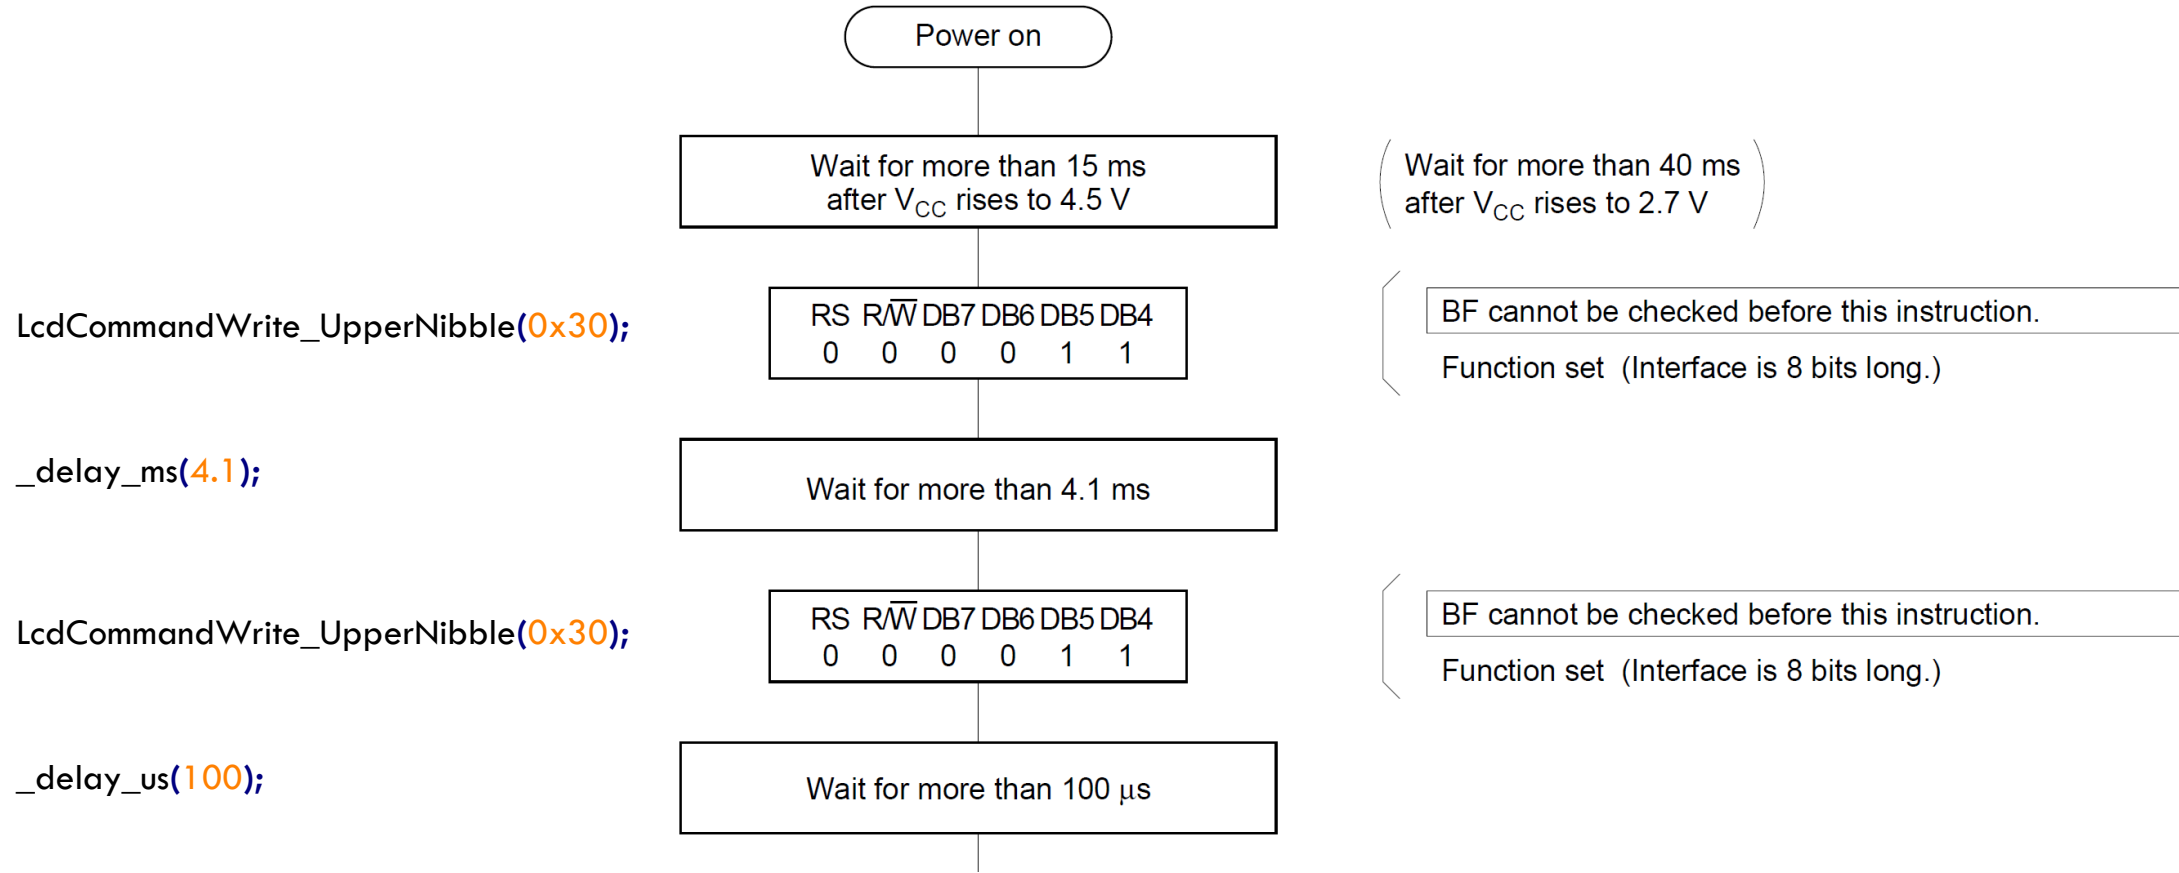 Power on
Wait for more than 15 ms
after VCC rises to 4.5 V
Wait for more than 40 ms
after VCC rises to 2.7 V
LcdCommandWrite_UpperNibble(0x30);
RS R/W̅ DB7 DB6 DB5 DB4
0 0 0 0 1 1
BF cannot be checked before this instruction.
Function set (Interface is 8 bits long.)
_delay_ms(4.1);
Wait for more than 4.1 ms
LcdCommandWrite_UpperNibble(0x30);
RS R/W̅ DB7 DB6 DB5 DB4
0 0 0 0 1 1
BF cannot be checked before this instruction.
Function set (Interface is 8 bits long.)
_delay_us(100);
Wait for more than 100 μs